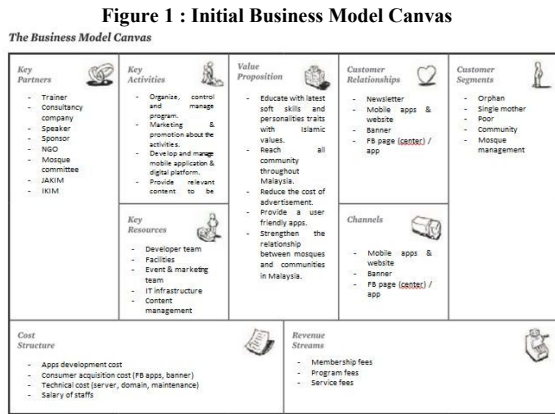 Figure 1 : Initial Business Model Canvas
The Business Model Canvas
Key
Partners
- Trainer
- Consultancy
company
- Speaker
- Sponsor
- NGO
- Mosque
committee
- JAKIM
- IKIM
Key
Activities
- Organize, control
and manage
program.
- Marketing &
promotion about the
activities.
- Develop and manage
mobile application &
digital platform.
- Provide relevant
content to be
Key
Resources
- Developer team
- Facilities
- Event & marketing
team
- IT infrastructure
- Content
management
Value
Proposition
- Educate with latest
soft skills and
personalities traits
with Islamic
values.
- Reach all
community
throughout
Malaysia.
- Reduce the cost of
advertisement.
- Provide a user
friendly apps.
- Strengthen the
relationship
between mosques
and communities
in Malaysia.
Customer
Relationships
- Newsletter
- Mobile apps &
website
- Banner
- FB page (center) /
app
Channels
- Mobile apps &
website
- Banner
- FB page (center) /
app
Customer
Segments
- Orphan
- Single mother
- Poor
- Community
- Mosque
management
Cost
Structure
- Apps development cost
- Consumer acquisition cost (FB apps, banner)
- Technical cost (server, domain, maintenance)
- Salary of staffs
Revenue
Streams
- Membership fees
- Program fees
- Service fees